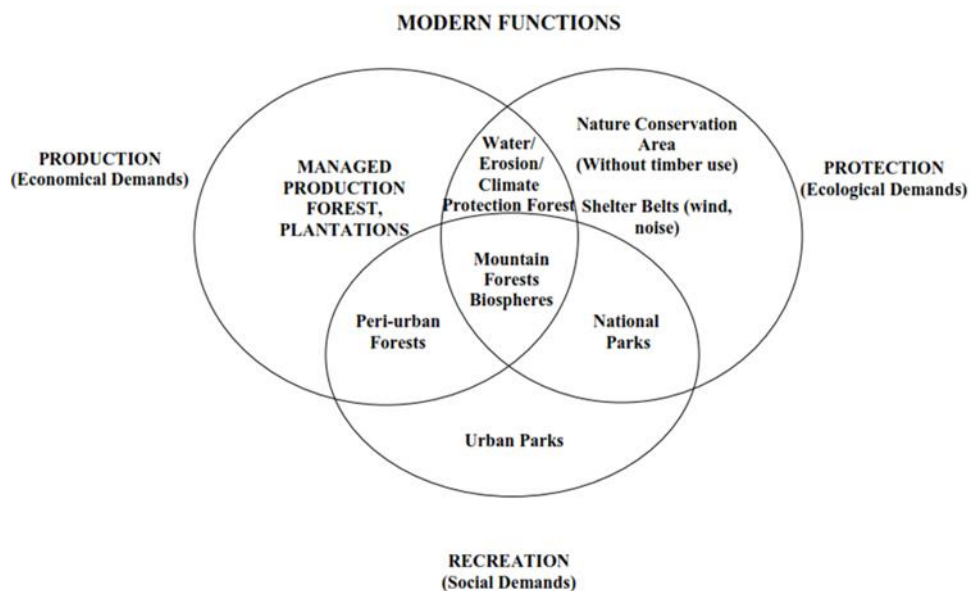 MODERN FUNCTIONS
PRODUCTION
(Economical Demands)
MANAGED
PRODUCTION
FOREST,
PLANTATIONS
Water/
Erosion/
Climate
Protection Forest
Nature Conservation
Area
(Without timber use)
Shelter Belts (wind,
noise)
PROTECTION
(Ecological Demands)
Mountain
Forests
Biospheres
Peri-urban
Forests
National
Parks
Urban Parks
RECREATION
(Social Demands)